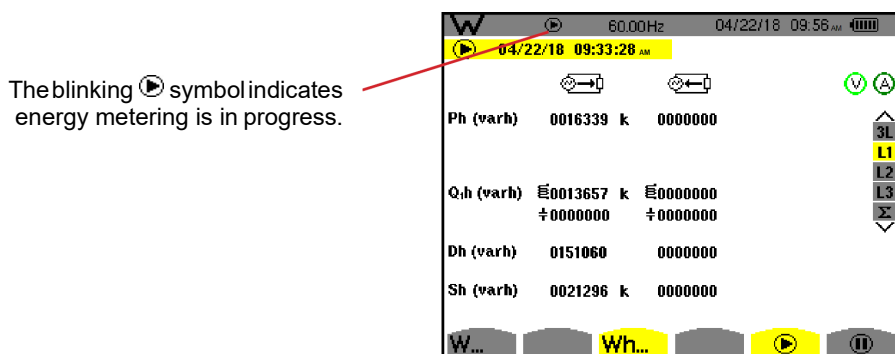 W 60.00Hz 04/22/18 09:56 AM
04/22/18 09:33:28 AM
The blinking symbol indicates
energy metering is in progress.
V A
Ph (varh) 0016339 k 0000000
3L
L1
L2
Q₁h (varh) 0013657 k 0000000
L3
÷0000000 ÷0000000
Σ
Dh (varh) 0151060 0000000
Sh (varh) 0021296 k 0000000
W... Wh...